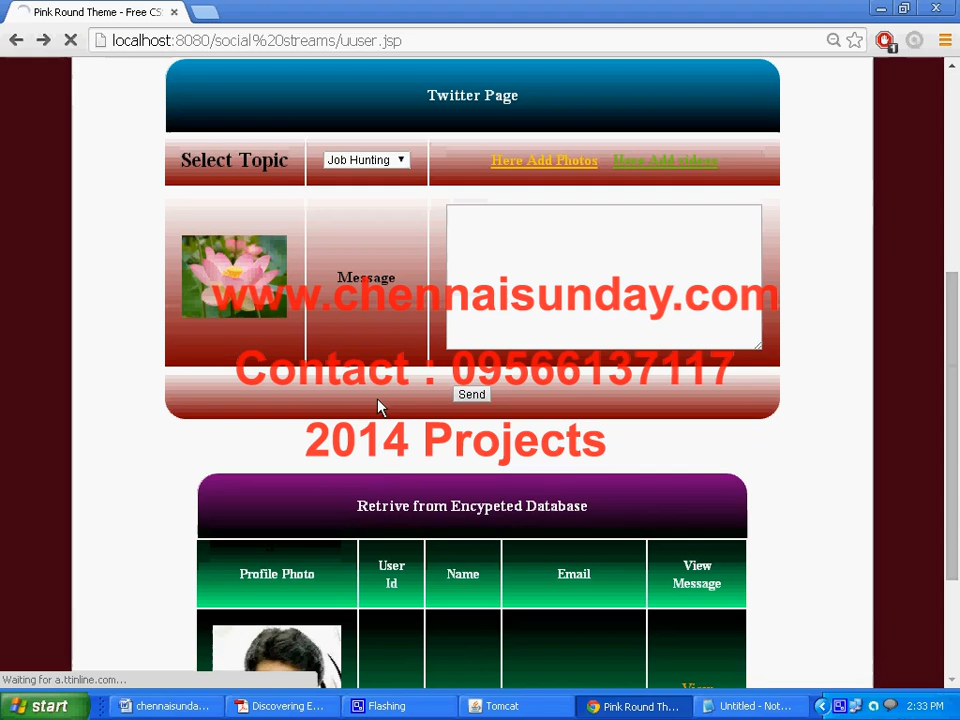 Pink Round Theme - Free CS
localhost:8080/social%20streams/uuser.jsp
Twitter Page
Select Topic
Job Hunting
Here Add Photos
Here Add videos
Message
www.chennaisunday.com
Contact : 09566137117
Send
2014 Projects
Retrive from Encypeted Database
Profile Photo
User
Id
Name
Email
View
Message
View
Waiting for a.ttinline.com...
start
chennaisunda...
Discovering E...
Flashing
Tomcat
Pink Round Th...
Untitled - Not...
2:33 PM